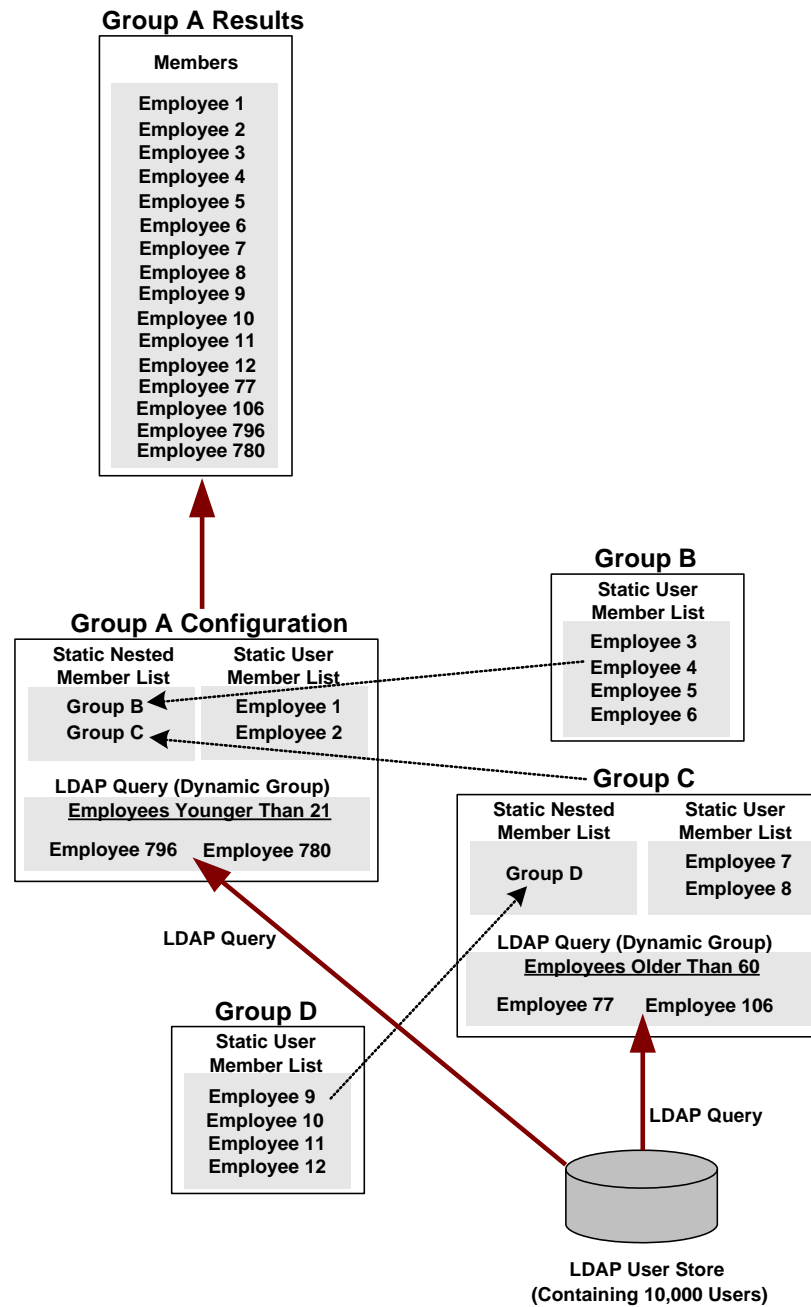 Group A Results
Members
Employee 1
Employee 2
Employee 3
Employee 4
Employee 5
Employee 6
Employee 7
Employee 8
Employee 9
Employee 10
Employee 11
Employee 12
Employee 77
Employee 106
Employee 796
Employee 780
Group A Configuration
Static Nested
Member List
Group B
Group C
Static User
Member List
Employee 1
Employee 2
LDAP Query (Dynamic Group)
Employees Younger Than 21
Employee 796
Employee 780
Group B
Static User
Member List
Employee 3
Employee 4
Employee 5
Employee 6
Group C
Static Nested
Member List
Group D
Static User
Member List
Employee 7
Employee 8
LDAP Query (Dynamic Group)
Employees Older Than 60
Employee 77
Employee 106
LDAP Query
Group D
Static User
Member List
Employee 9
Employee 10
Employee 11
Employee 12
LDAP Query
LDAP User Store
(Containing 10,000 Users)